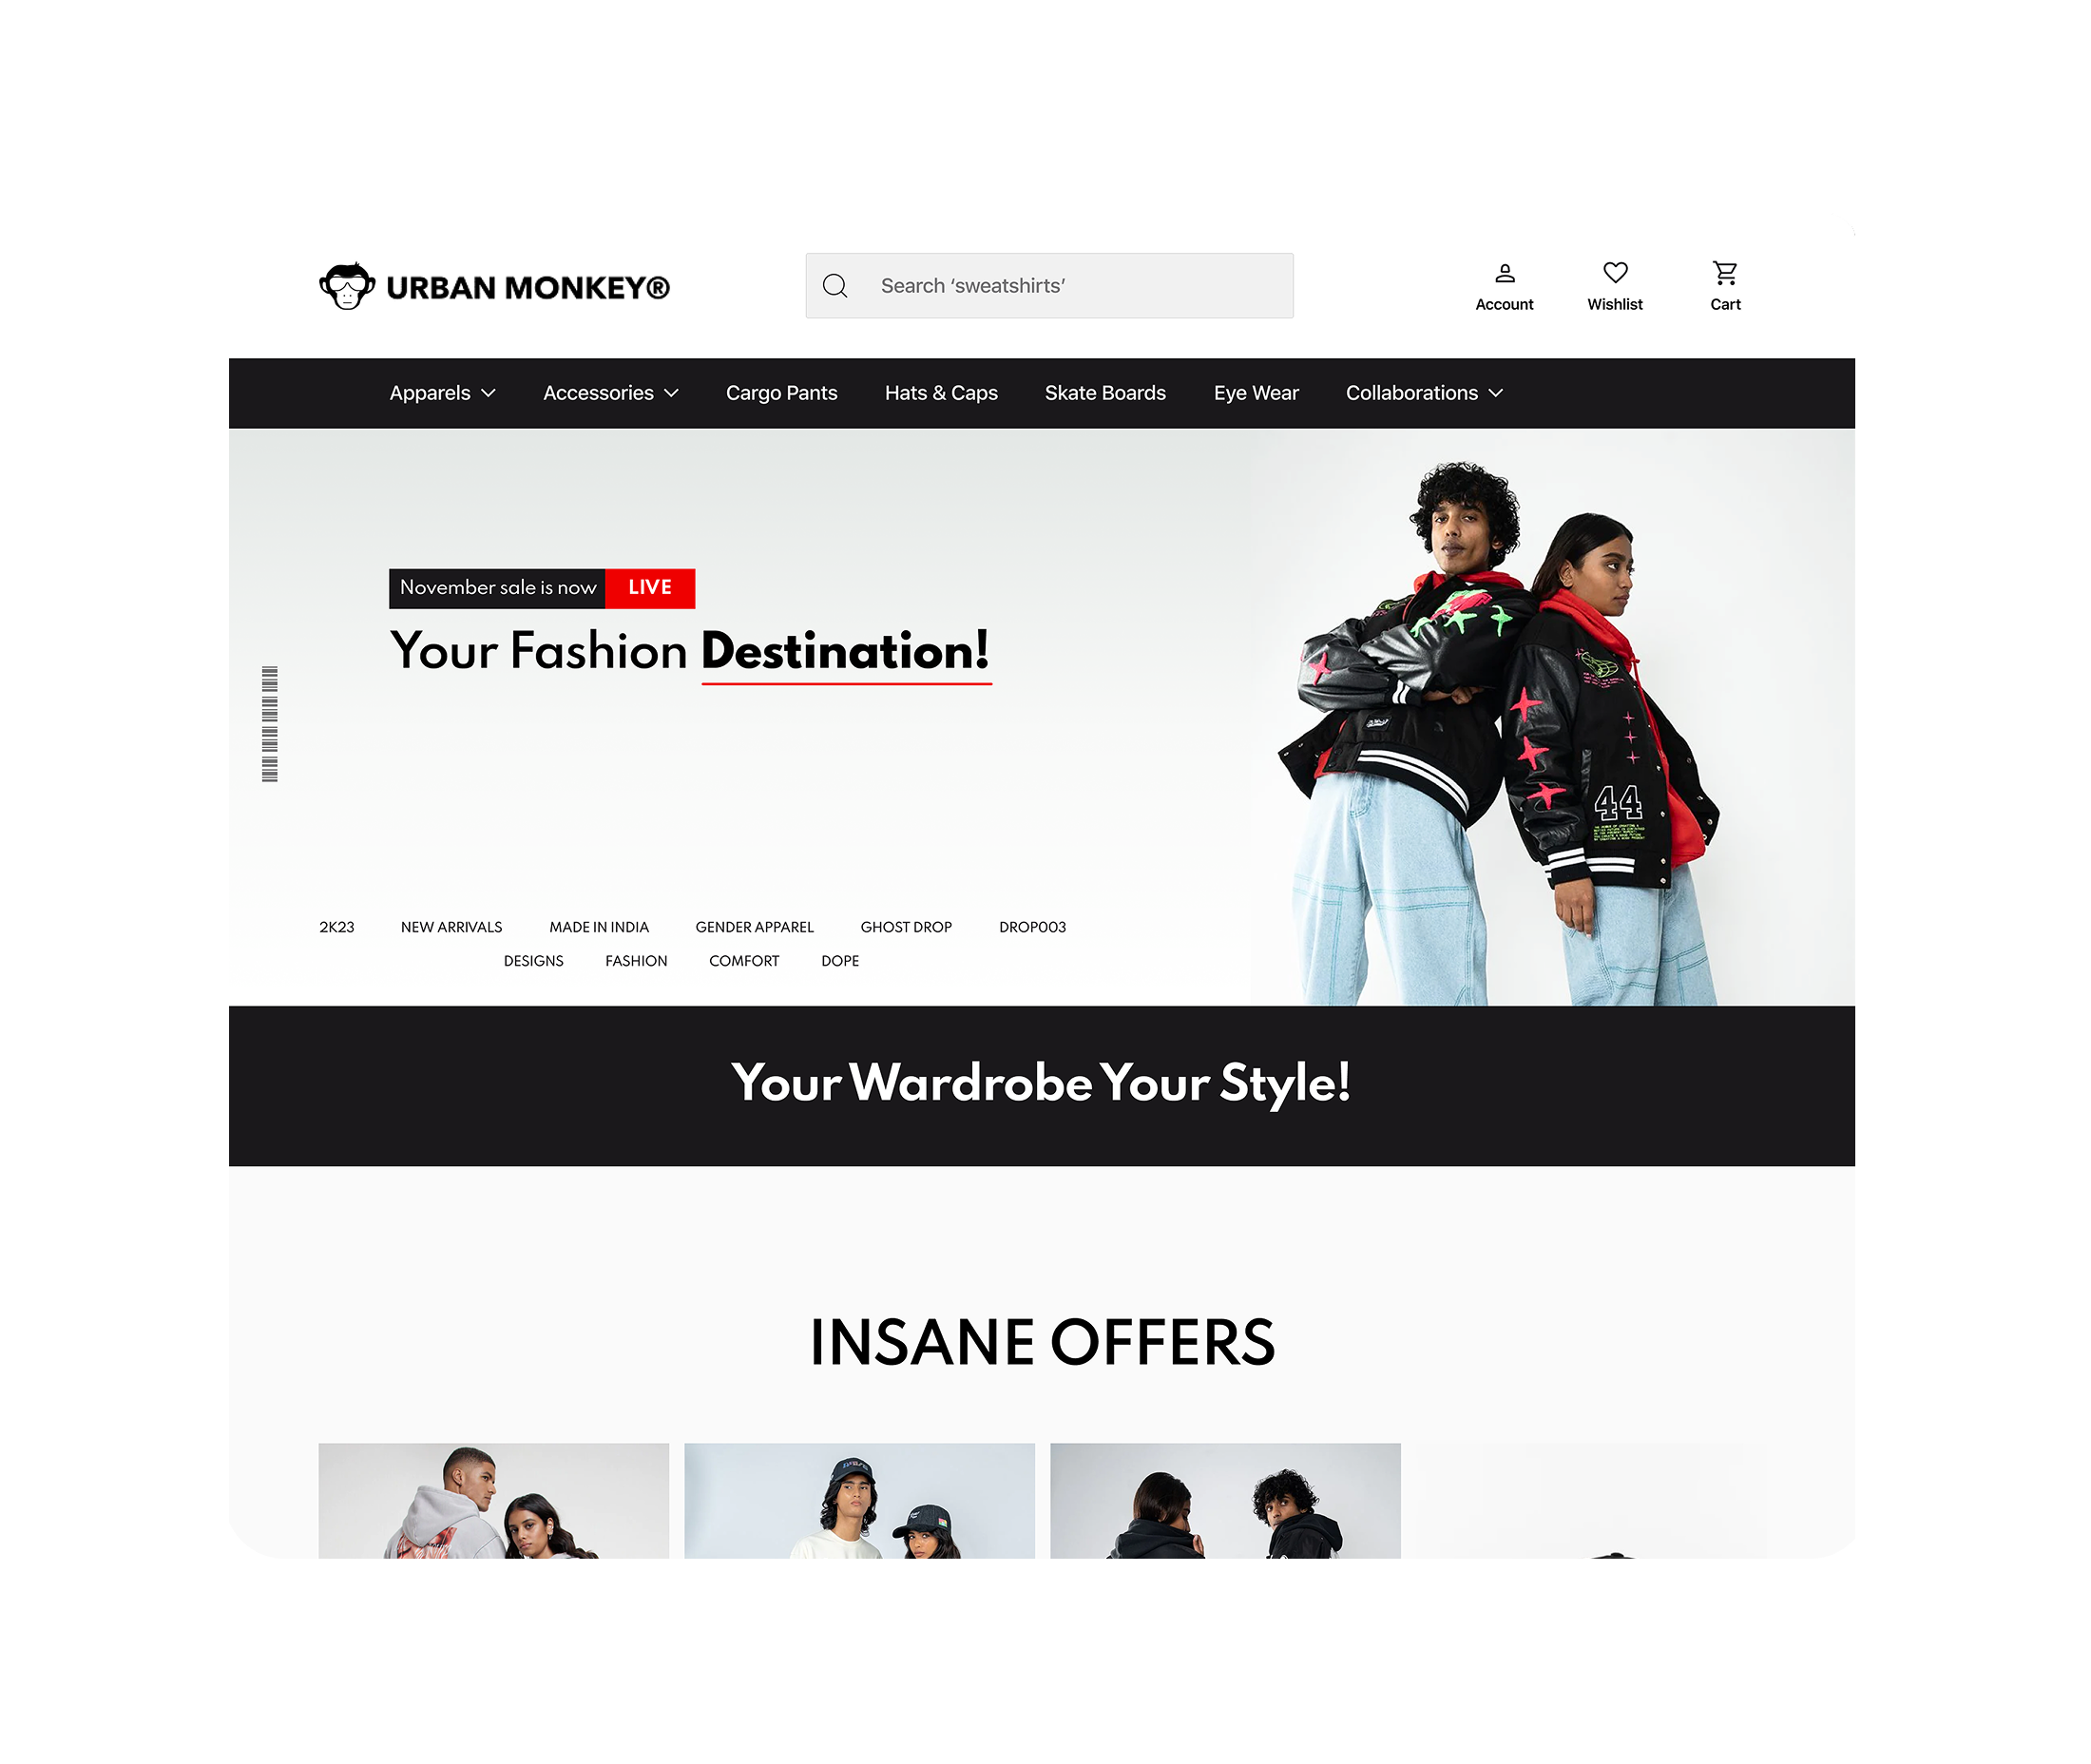 URBAN MONKEY®
Search ‘sweatshirts’
Account Wishlist Cart
Apparels Accessories Cargo Pants Hats & Caps Skate Boards Eye Wear Collaborations
November sale is now LIVE
Your Fashion Destination!
44
2K23 NEW ARRIVALS MADE IN INDIA GENDER APPAREL GHOST DROP DROP003
DESIGNS FASHION COMFORT DOPE
Your Wardrobe Your Style!
INSANE OFFERS